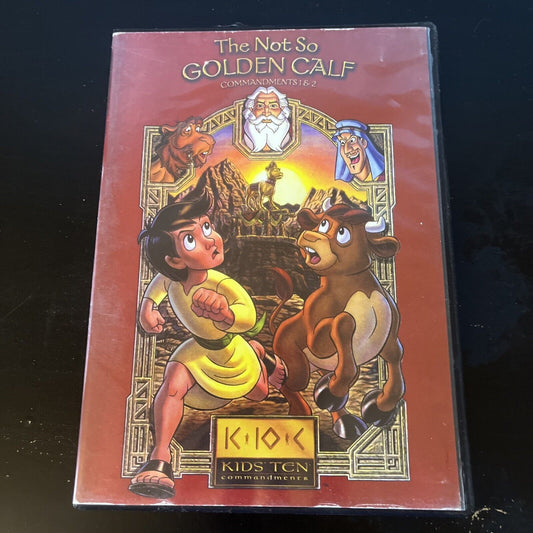 The Not So
GOLDEN CALF
COMMANDMENTS 1 & 2
K•10•C
KIDS TEN
commandments